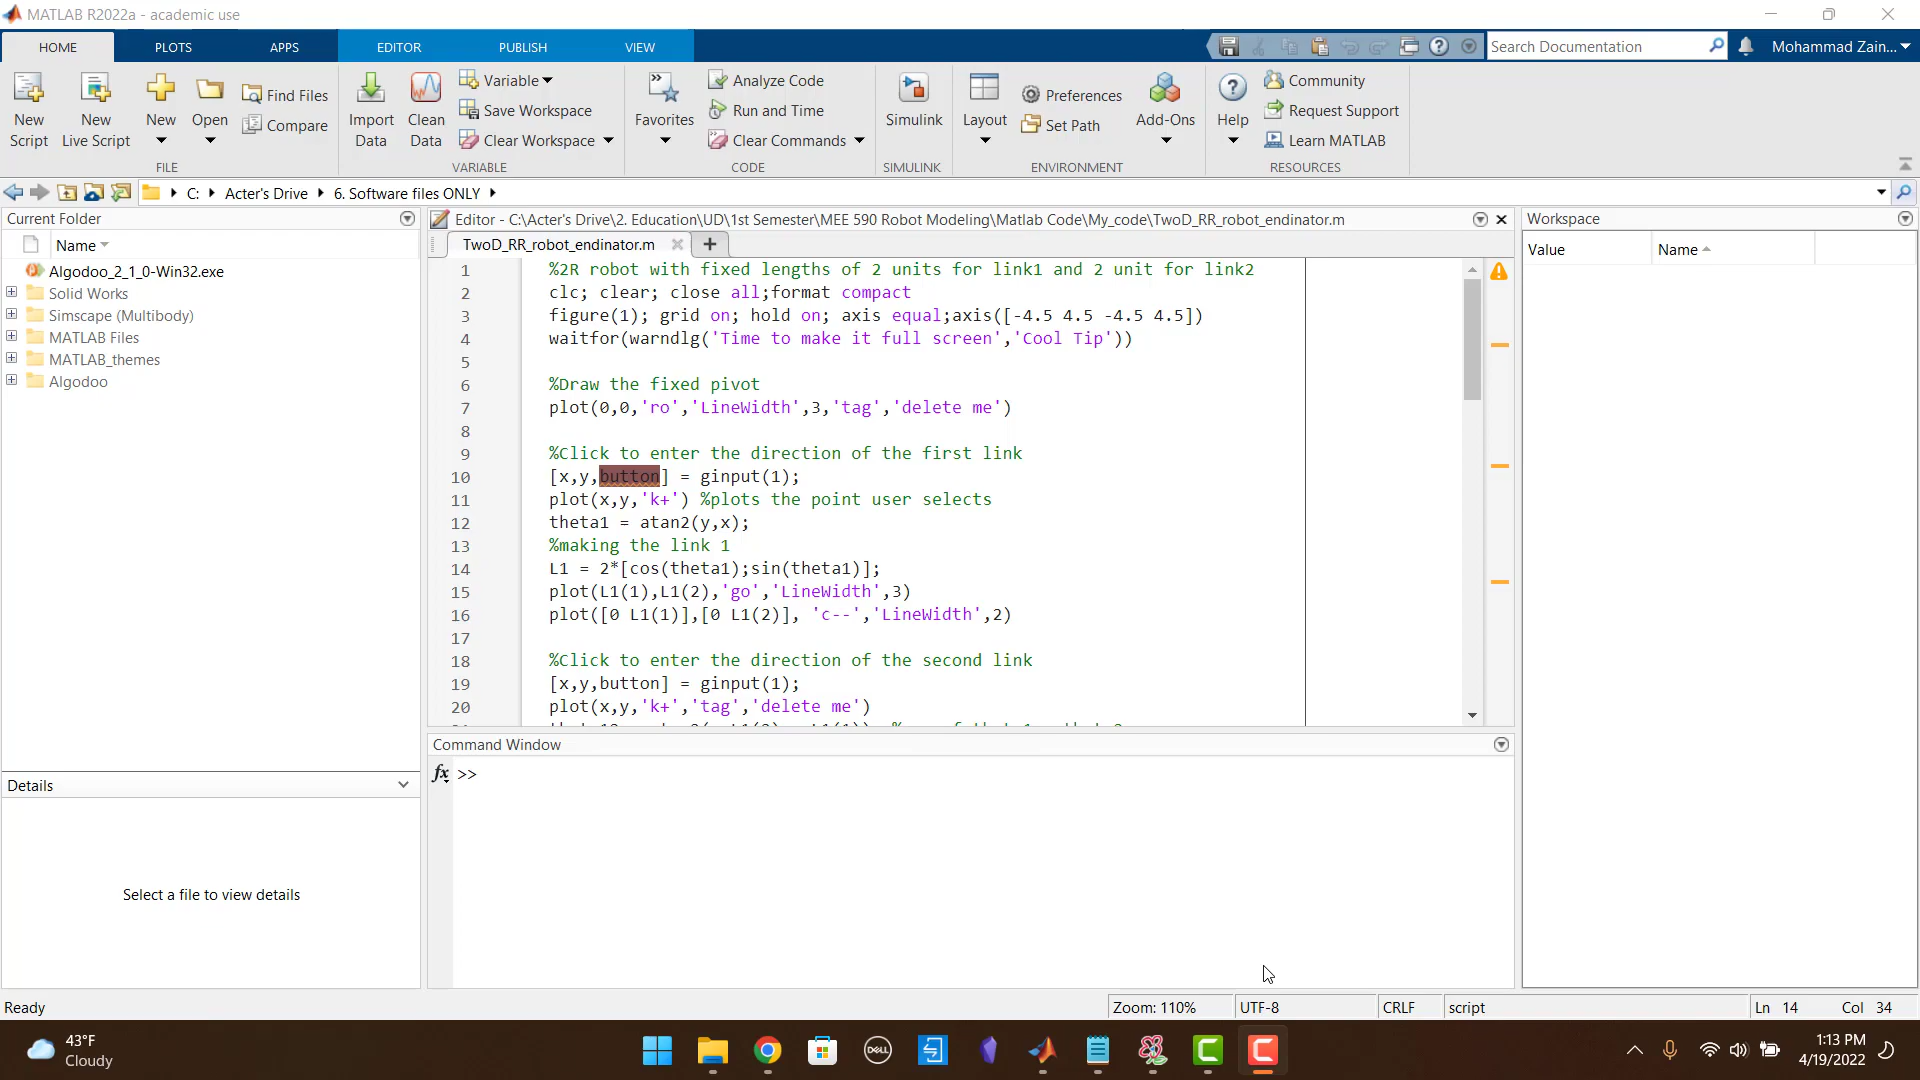 MATLAB R2022a - academic use
HOME PLOTS APPS EDITOR PUBLISH VIEW Search Documentation Mohammad Zain...
New Script
New Live Script
New
Open
Find Files
Compare
FILE
Import Data
Clean Data
Variable
Save Workspace
Clear Workspace
VARIABLE
Favorites
Analyze Code
Run and Time
Clear Commands
CODE
Simulink
SIMULINK
Layout
Preferences
Set Path
Add-Ons
ENVIRONMENT
Help
Community
Request Support
Learn MATLAB
RESOURCES
C: Acter's Drive 6. Software files ONLY
Current Folder
Name
Algodoo_2_1_0-Win32.exe
Solid Works
Simscape (Multibody)
MATLAB Files
MATLAB_themes
Algodoo
Details
Select a file to view details
Editor - C:\Acter's Drive\2. Education\UD\1st Semester\MEE 590 Robot Modeling\Matlab Code\My_code\TwoD_RR_robot_endinator.m
TwoD_RR_robot_endinator.m
1 %2R robot with fixed lengths of 2 units for link1 and 2 unit for link2
2 clc; clear; close all;format compact
3 figure(1); grid on; hold on; axis equal;axis([-4.5 4.5 -4.5 4.5])
4 waitfor(warndlg('Time to make it full screen','Cool Tip'))
5
6 %Draw the fixed pivot
7 plot(0,0,'ro','LineWidth',3,'tag','delete me')
8
9 %Click to enter the direction of the first link
10 [x,y,button] = ginput(1);
11 plot(x,y,'k+') %plots the point user selects
12 theta1 = atan2(y,x);
13 %making the link 1
14 L1 = 2*[cos(theta1);sin(theta1)];
15 plot(L1(1),L1(2),'go','LineWidth',3)
16 plot([0 L1(1)],[0 L1(2)], 'c--','LineWidth',2)
17
18 %Click to enter the direction of the second link
19 [x,y,button] = ginput(1);
20 plot(x,y,'k+','tag','delete me')
Command Window
fx >>
Workspace
Value Name
Ready Zoom: 110% UTF-8 CRLF script Ln 14 Col 34
43°F
Cloudy
DELL
1:13 PM
4/19/2022